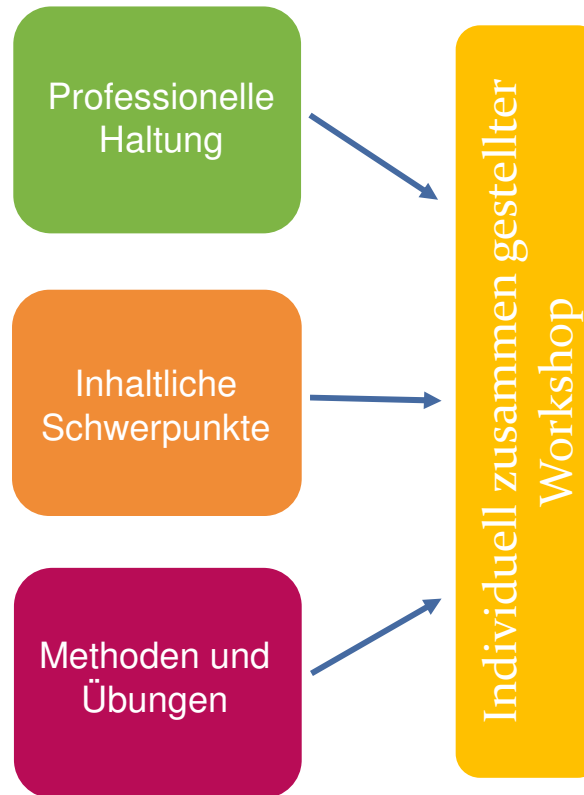 Professionelle
Haltung
Inhaltliche
Schwerpunkte
Methoden und
Übungen
Individuell zusammen gestellter
Workshop